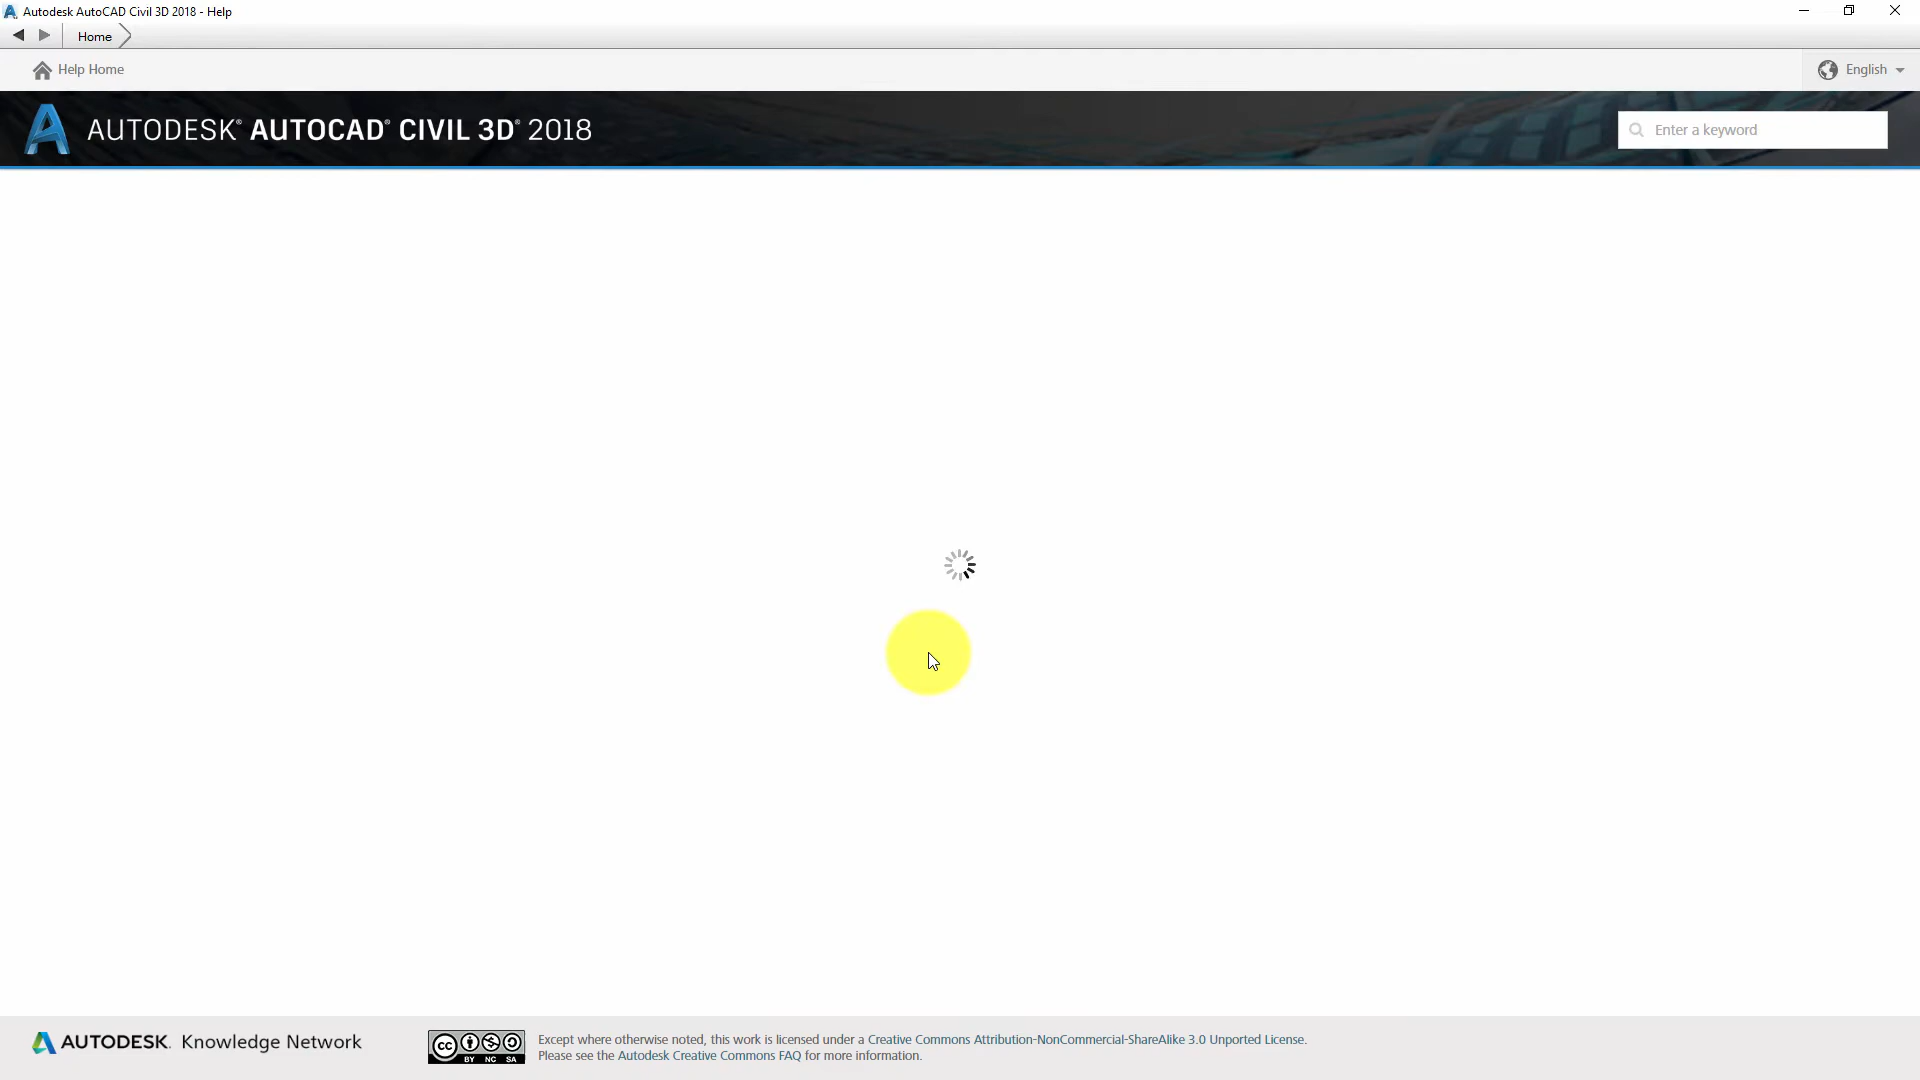 Autodesk AutoCAD Civil 3D 2018 - Help
Home
Help Home
English
AUTODESK® AUTOCAD® CIVIL 3D® 2018
Enter a keyword
AUTODESK. Knowledge Network
cc BY NC SA
Except where otherwise noted, this work is licensed under a Creative Commons Attribution-NonCommercial-ShareAlike 3.0 Unported License.
Please see the Autodesk Creative Commons FAQ for more information.